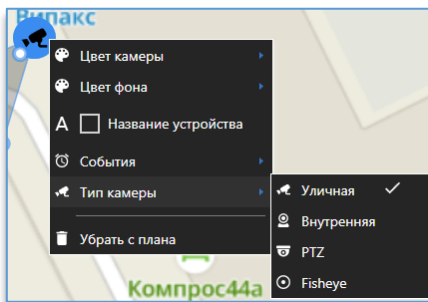 Випакс
Цвет камеры
Цвет фона
A Название устройства
События
Тип камеры
Уличная
Внутренняя
PTZ
Fisheye
Убрать с плана
Компрос44а